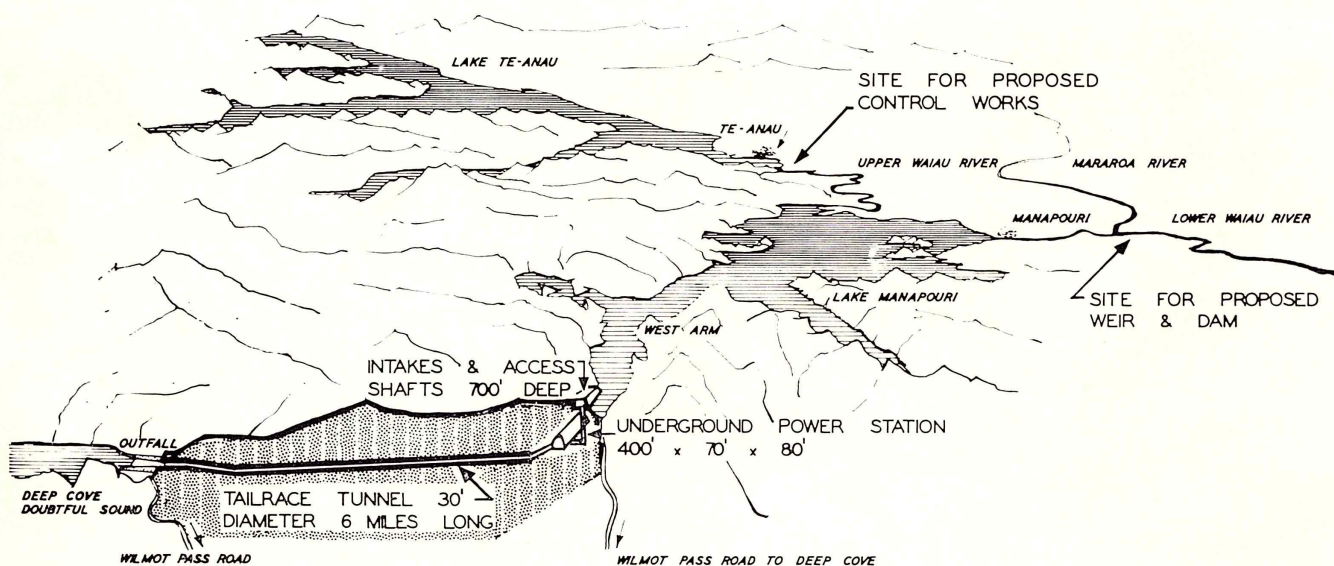 LAKE TE-ANAU
SITE FOR PROPOSED
CONTROL WORKS
TE-ANAU
UPPER WAIAU RIVER
MARAROA RIVER
MANAPOURI
LOWER WAIAU RIVER
LAKE MANAPOURI
SITE FOR PROPOSED
WEIR & DAM
WEST ARM
INTAKES & ACCESS
SHAFTS 700' DEEP
UNDERGROUND POWER STATION
400' x 70' x 80'
OUTFALL
DEEP COVE
DOUBTFUL SOUND
TAILRACE TUNNEL 30'
DIAMETER 6 MILES LONG
WILMOT PASS ROAD
WILMOT PASS ROAD TO DEEP COVE